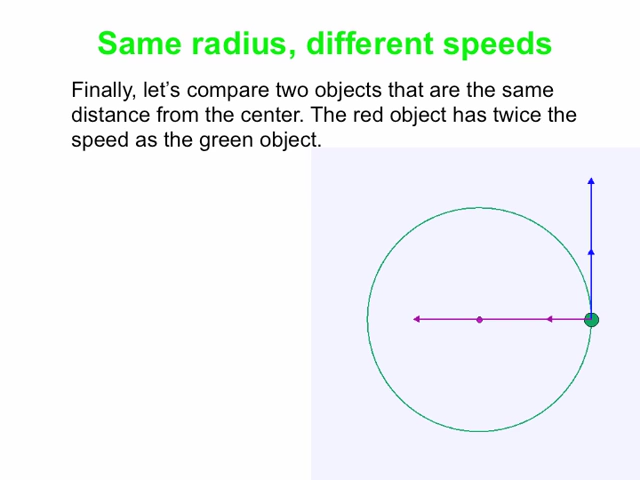 Same radius, different speeds
Finally, let’s compare two objects that are the same
distance from the center. The red object has twice the
speed as the green object.